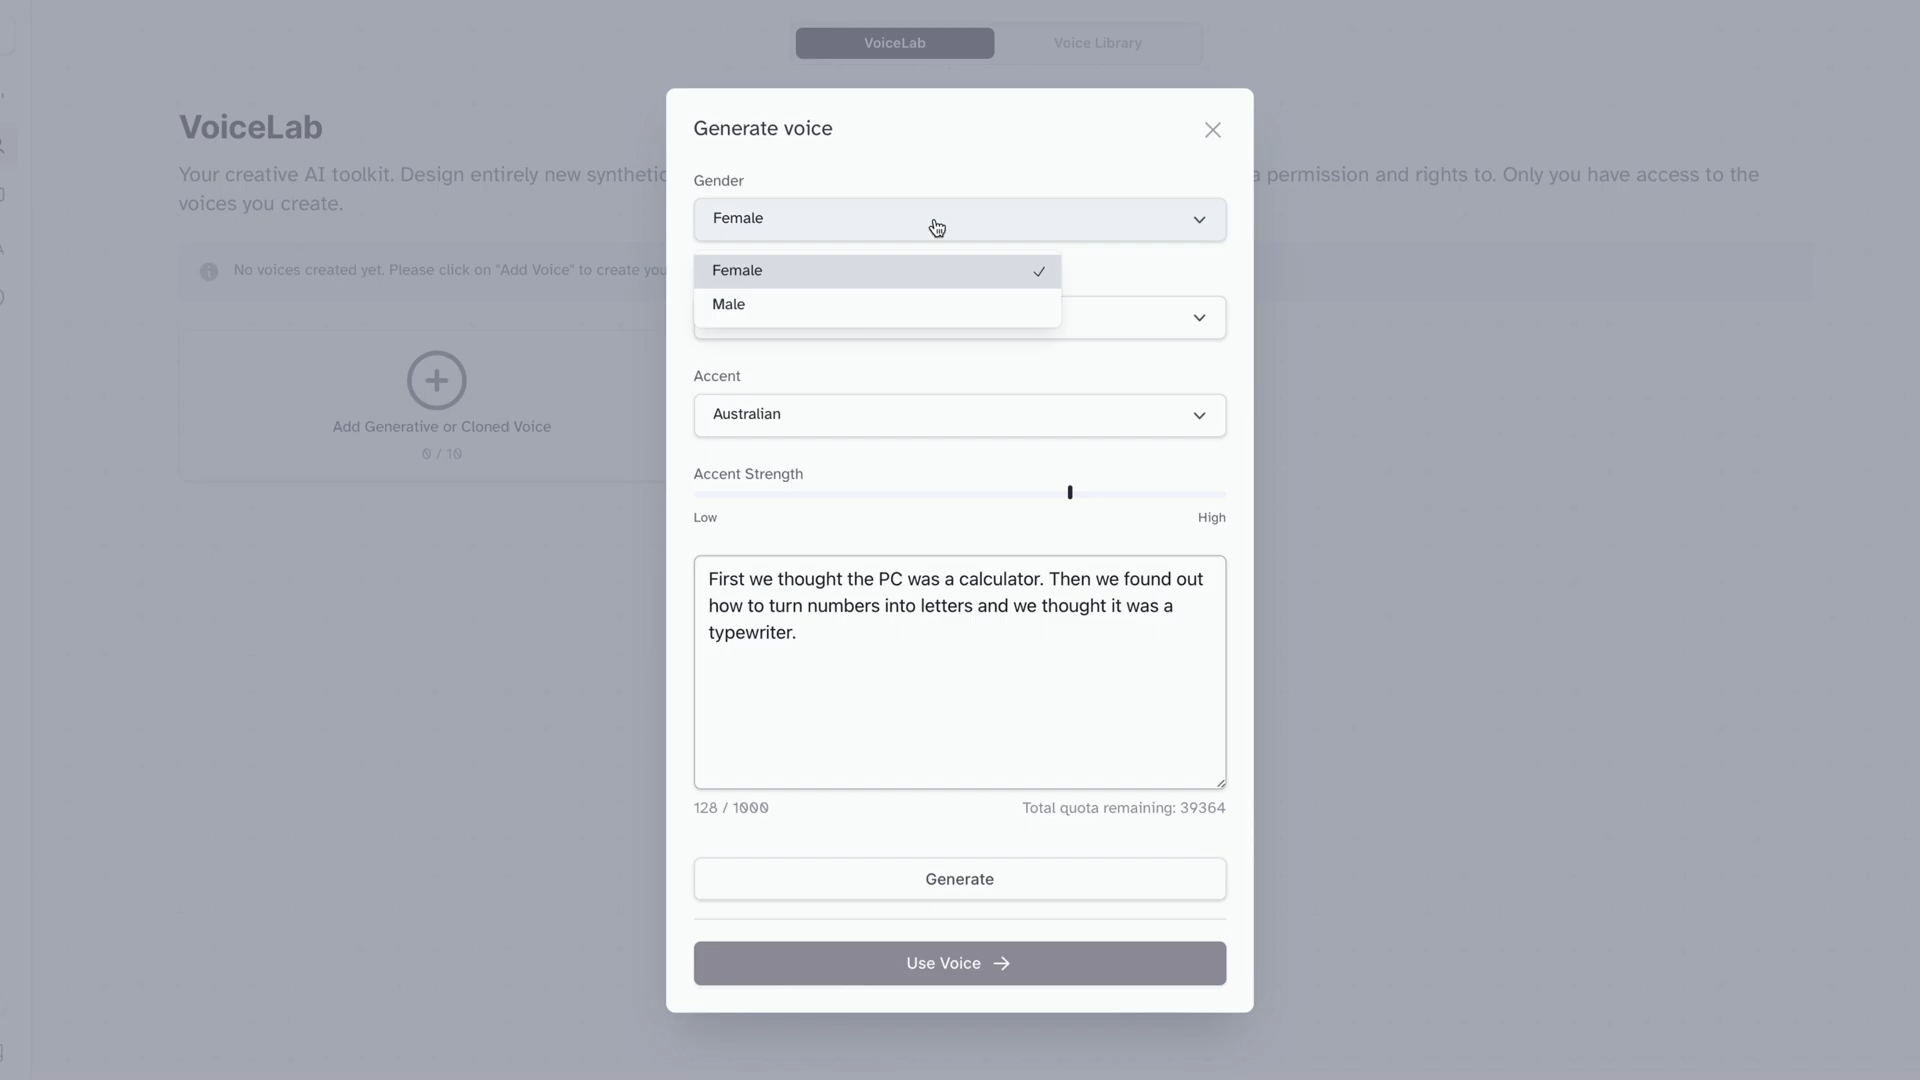 VoiceLab
Voice Library
VoiceLab
Your creative AI toolkit. Design entirely new synthetic
a permission and rights to. Only you have access to the
voices you create.
No voices created yet. Please click on "Add Voice" to create you
Add Generative or Cloned Voice
0 / 10
Generate voice
Gender
Female
Female
Male
Accent
Australian
Accent Strength
Low
High
First we thought the PC was a calculator. Then we found out
how to turn numbers into letters and we thought it was a
typewriter.
128 / 1000
Total quota remaining: 39364
Generate
Use Voice